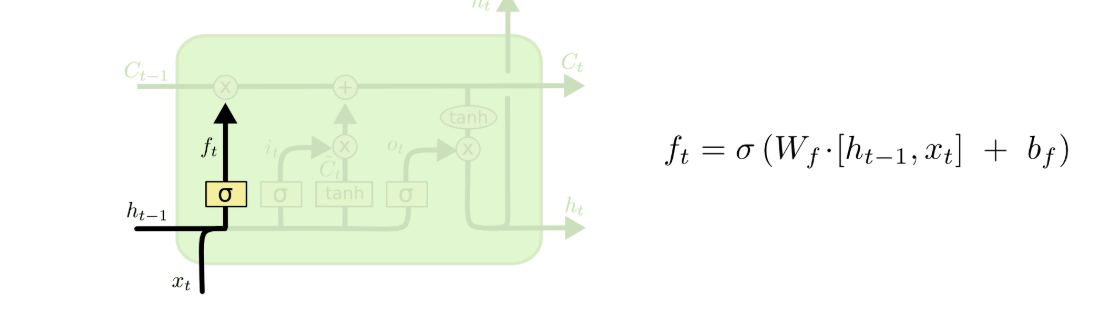 h_t
C_{t-1}
C_t
x
+
tanh
f_t
i_t
x
o_t
x
C̃_t
σ
σ
tanh
σ
h_{t-1}
h_t
x_t
f_t = σ (W_f · [h_{t-1}, x_t] + b_f)